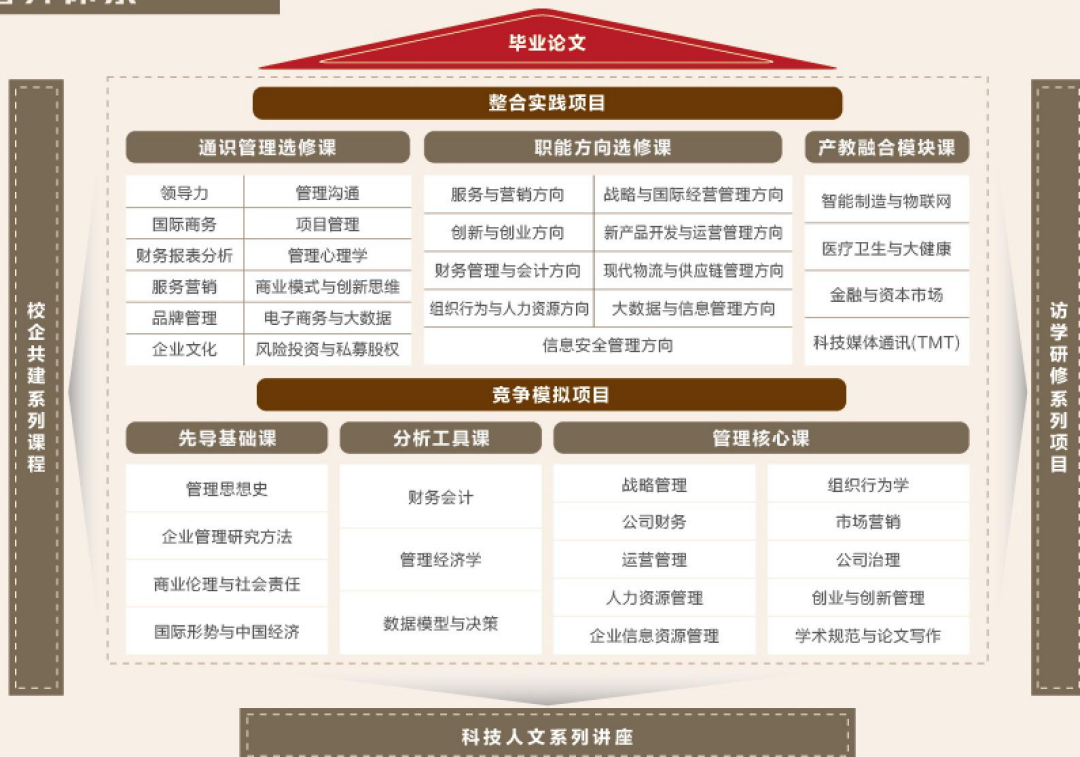 毕业论文
整合实践项目
通识管理选修课
职能方向选修课
产教融合模块课
领导力 管理沟通
国际商务 项目管理
财务报表分析 管理心理学
服务营销 商业模式与创新思维
品牌管理 电子商务与大数据
企业文化 风险投资与私募股权
服务与营销方向 战略与国际经营管理方向
创新与创业方向 新产品开发与运营管理方向
财务管理与会计方向 现代物流与供应链管理方向
组织行为与人力资源方向 大数据与信息管理方向
信息安全管理方向
智能制造与物联网
医疗卫生与大健康
金融与资本市场
科技媒体通讯(TMT)
竞争模拟项目
先导基础课
分析工具课
管理核心课
管理思想史
企业管理研究方法
商业伦理与社会责任
国际形势与中国经济
财务会计
管理经济学
数据模型与决策
战略管理 组织行为学
公司财务 市场营销
运营管理 公司治理
人力资源管理 创业与创新管理
企业信息资源管理 学术规范与论文写作
校企共建系列课程
访学研修系列项目
科技人文系列讲座